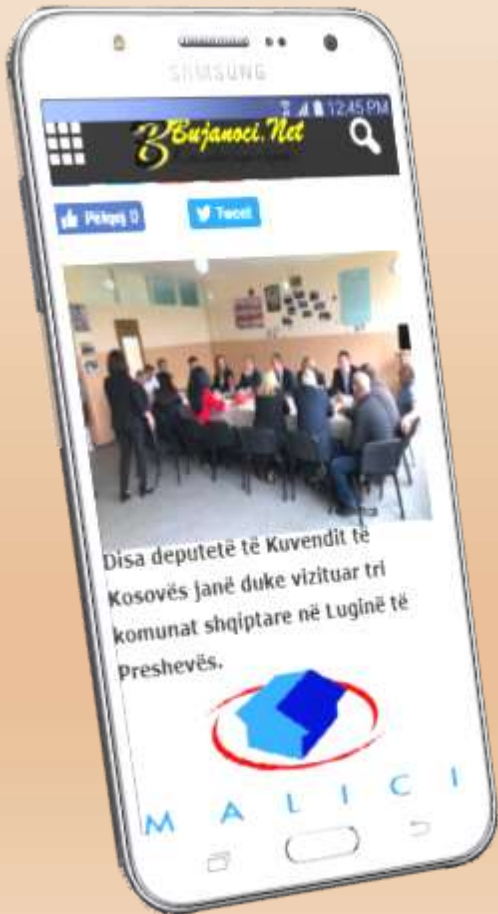 SAMSUNG
12:45 PM
Bujanoci.Net
Pëlqej 0
Tweet
Disa deputetë të Kuvendit të
Kosovës janë duke vizituar tri
komunat shqiptare në Luginë të
Preshevës.
MALICI